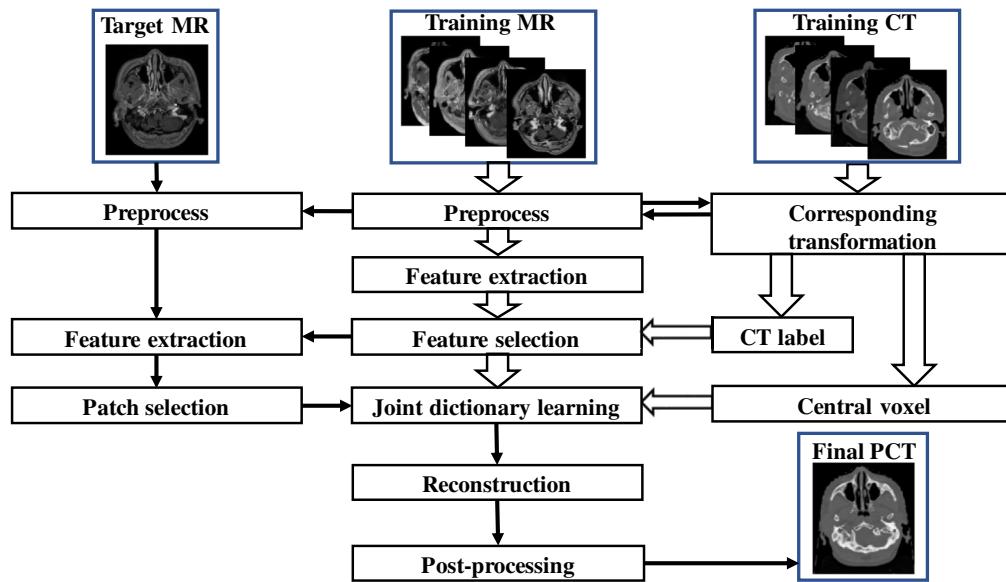 Target MR
Training MR
Training CT
Preprocess
Preprocess
Corresponding
transformation
Feature extraction
Feature extraction
Feature selection
CT label
Patch selection
Joint dictionary learning
Central voxel
Final PCT
Reconstruction
Post-processing